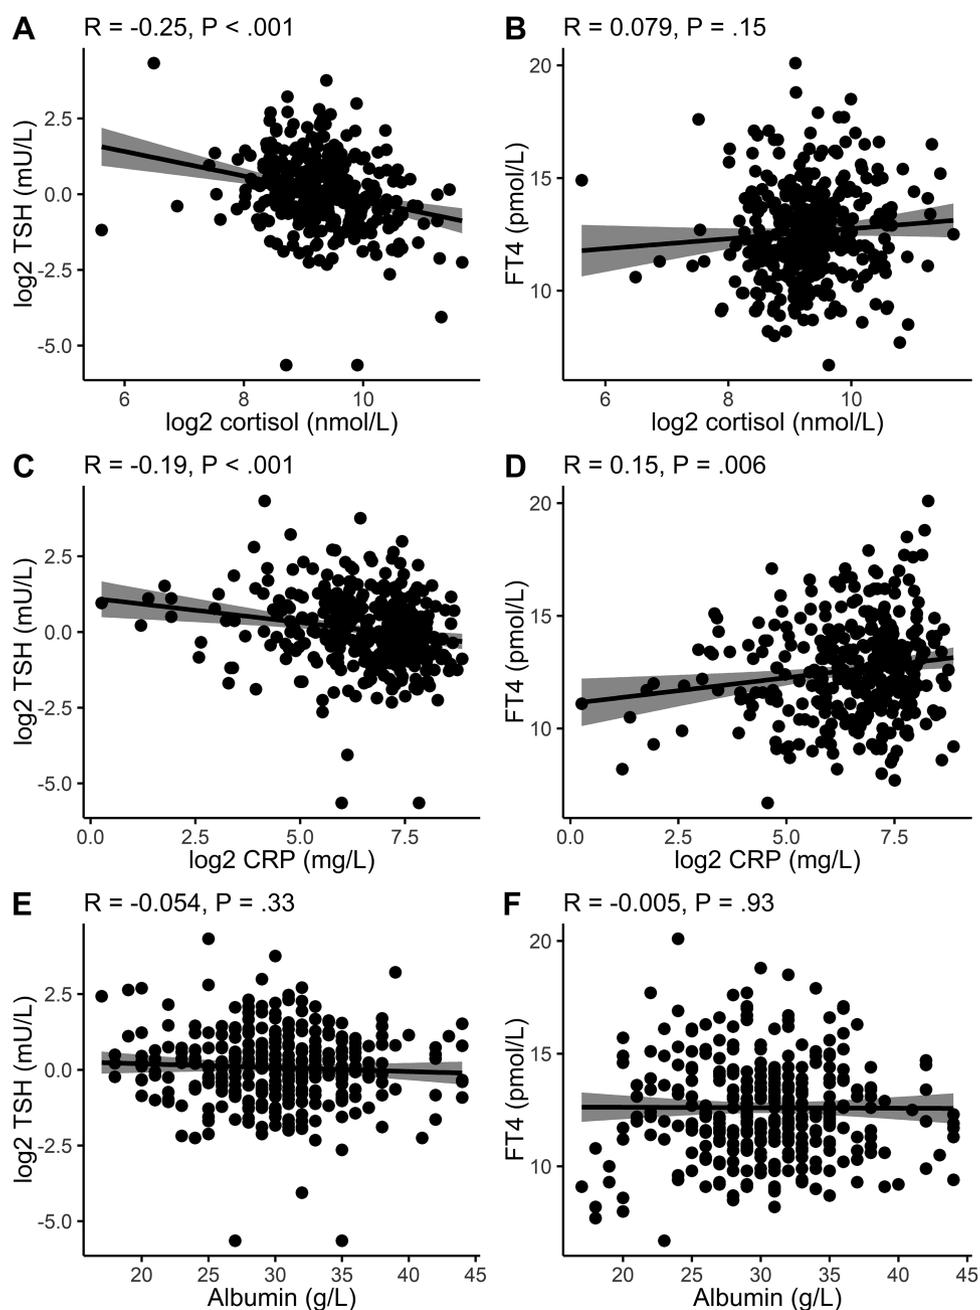 A R = -0.25, P < .001
log2 TSH (mU/L)
2.5
0.0
-2.5
-5.0
6 8 10
log2 cortisol (nmol/L)
B R = 0.079, P = .15
FT4 (pmol/L)
20
15
10
6 8 10
log2 cortisol (nmol/L)
C R = -0.19, P < .001
log2 TSH (mU/L)
2.5
0.0
-2.5
-5.0
0.0 2.5 5.0 7.5
log2 CRP (mg/L)
D R = 0.15, P = .006
FT4 (pmol/L)
20
15
10
0.0 2.5 5.0 7.5
log2 CRP (mg/L)
E R = -0.054, P = .33
log2 TSH (mU/L)
2.5
0.0
-2.5
-5.0
20 25 30 35 40 45
Albumin (g/L)
F R = -0.005, P = .93
FT4 (pmol/L)
20
15
10
20 25 30 35 40 45
Albumin (g/L)